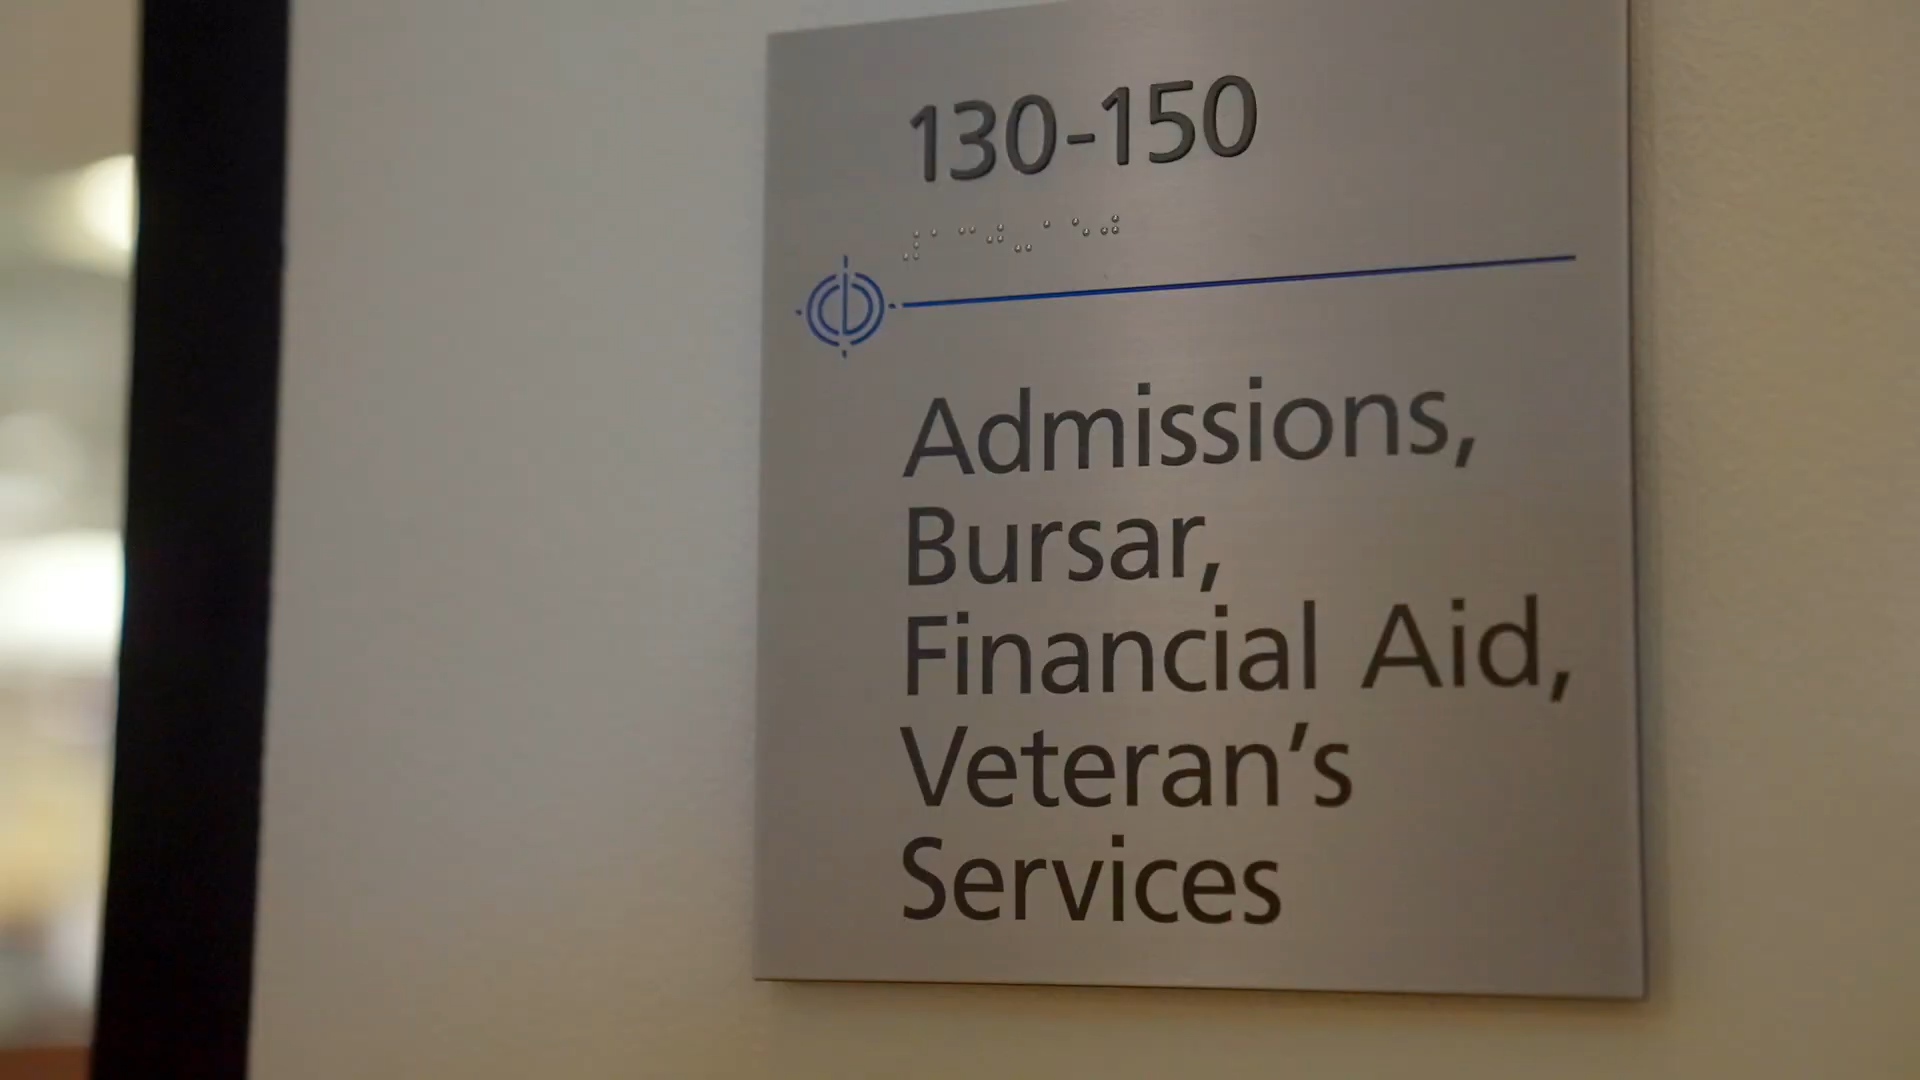 130-150
⠼⠁⠉⠚⠤⠁⠑⠚
Admissions,
Bursar,
Financial Aid,
Veteran’s
Services